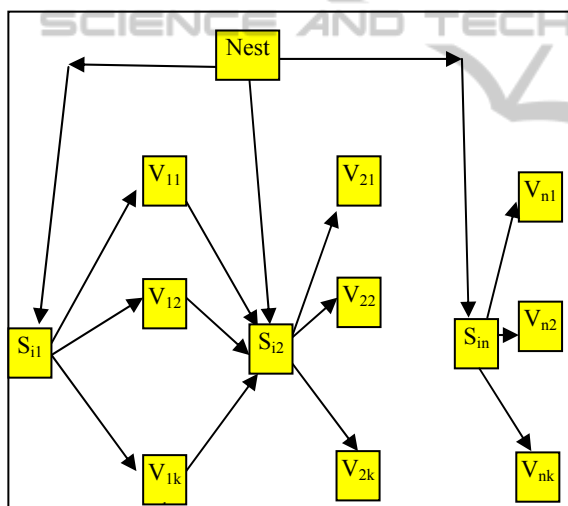 SCIENCE AND TECH
Nest
V11 V21
Vn1
V12 V22
Vn2
Si1 Si2 Sin
V1k V2k Vnk